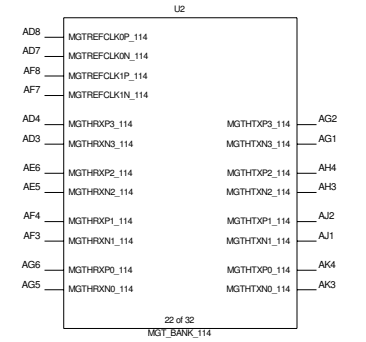 U2
AD8 MGTREFCLK0P_114
AD7 MGTREFCLK0N_114
AF8 MGTREFCLK1P_114
AF7 MGTREFCLK1N_114
AD4 MGTHRXP3_114 MGTHTXP3_114 AG2
AD3 MGTHRXN3_114 MGTHTXN3_114 AG1
AE6 MGTHRXP2_114 MGTHTXP2_114 AH4
AE5 MGTHRXN2_114 MGTHTXN2_114 AH3
AF4 MGTHRXP1_114 MGTHTXP1_114 AJ2
AF3 MGTHRXN1_114 MGTHTXN1_114 AJ1
AG6 MGTHRXP0_114 MGTHTXP0_114 AK4
AG5 MGTHRXN0_114 MGTHTXN0_114 AK3
22 of 32
MGT_BANK_114